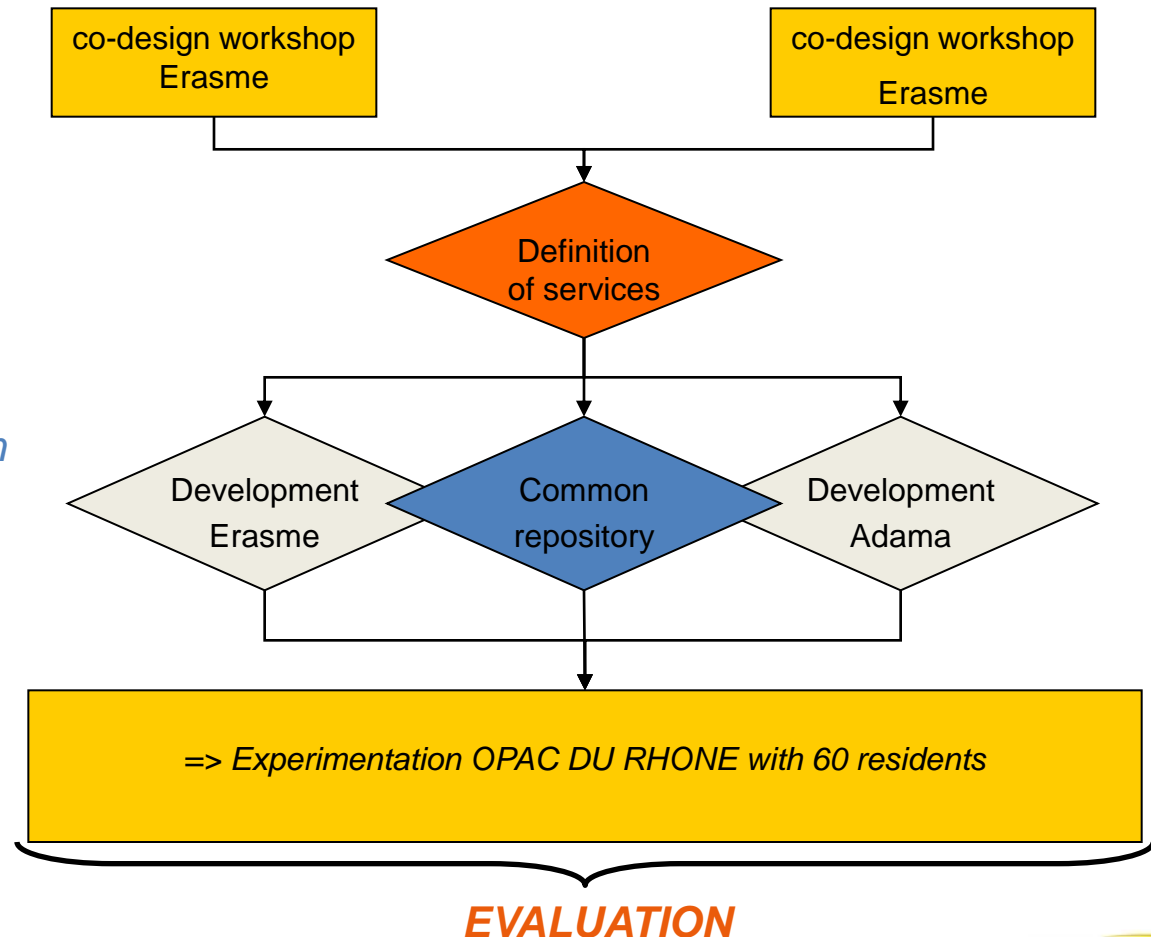 co-design workshop
Erasme
co-design workshop
Erasme
Definition
of services
Development
Erasme
Common
repository
Development
Adama
=> Experimentation OPAC DU RHONE with 60 residents
EVALUATION